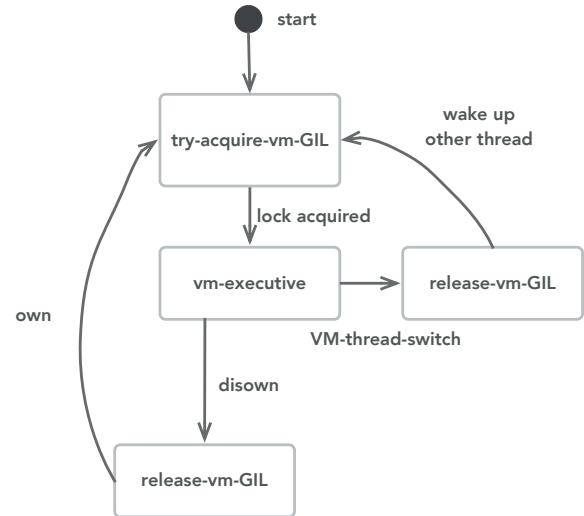 start
try-acquire-vm-GIL
wake up
other thread
lock acquired
vm-executive
release-vm-GIL
own
VM-thread-switch
disown
release-vm-GIL